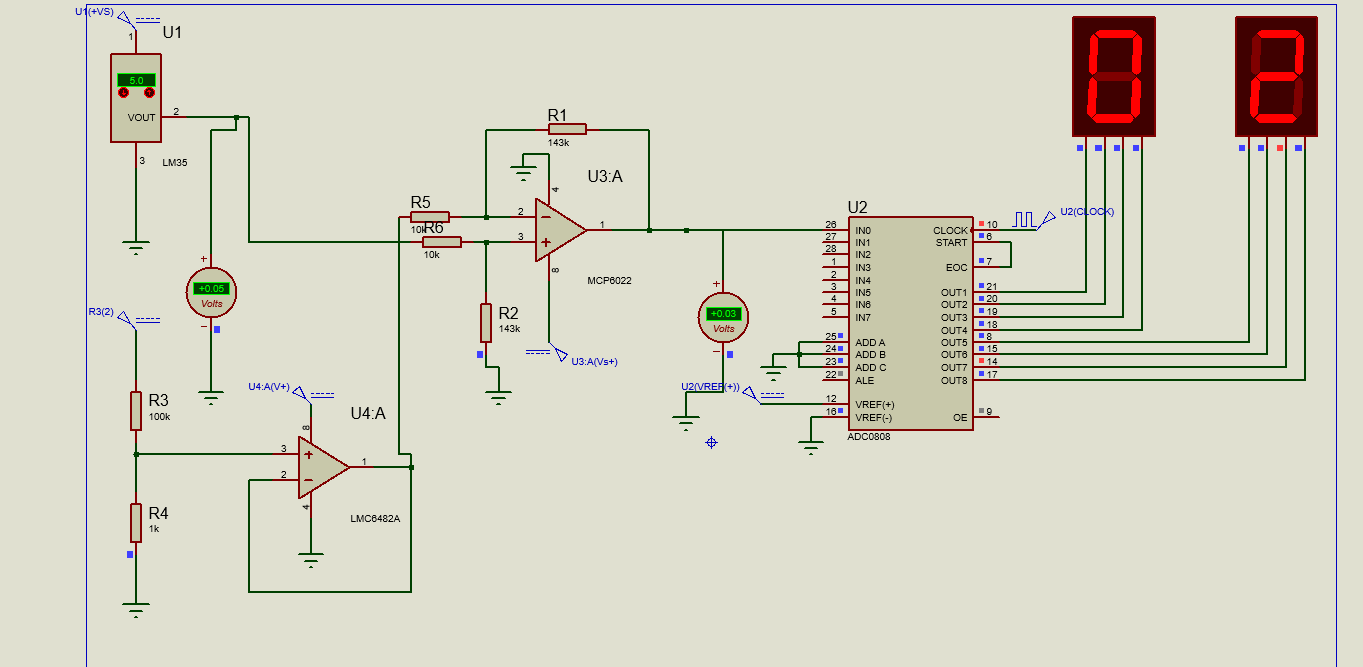 U1(+VS)
U1
1
5.0
VOUT
2
3
LM35
+
+0.05
Volts
R3(2)
R3
100k
R4
1k
U4:A(V+)
U4:A
8
3
2
1
4
LMC6482A
R1
143k
U3:A
4
R5
10k
R6
10k
2
3
1
8
MCP6022
R2
143k
U3:A(Vs+)
+
+0.03
Volts
U2(VREF(+))
U2
26 IN0
27 IN1
28 IN2
1 IN3
2 IN4
3 IN5
4 IN6
5 IN7
25 ADD A
24 ADD B
23 ADD C
22 ALE
12 VREF(+)
16 VREF(-)
CLOCK 10
START 6
EOC 7
OUT1 21
OUT2 20
OUT3 19
OUT4 18
OUT5 8
OUT6 15
OUT7 14
OUT8 17
OE 9
ADC0808
U2(CLOCK)
0
2